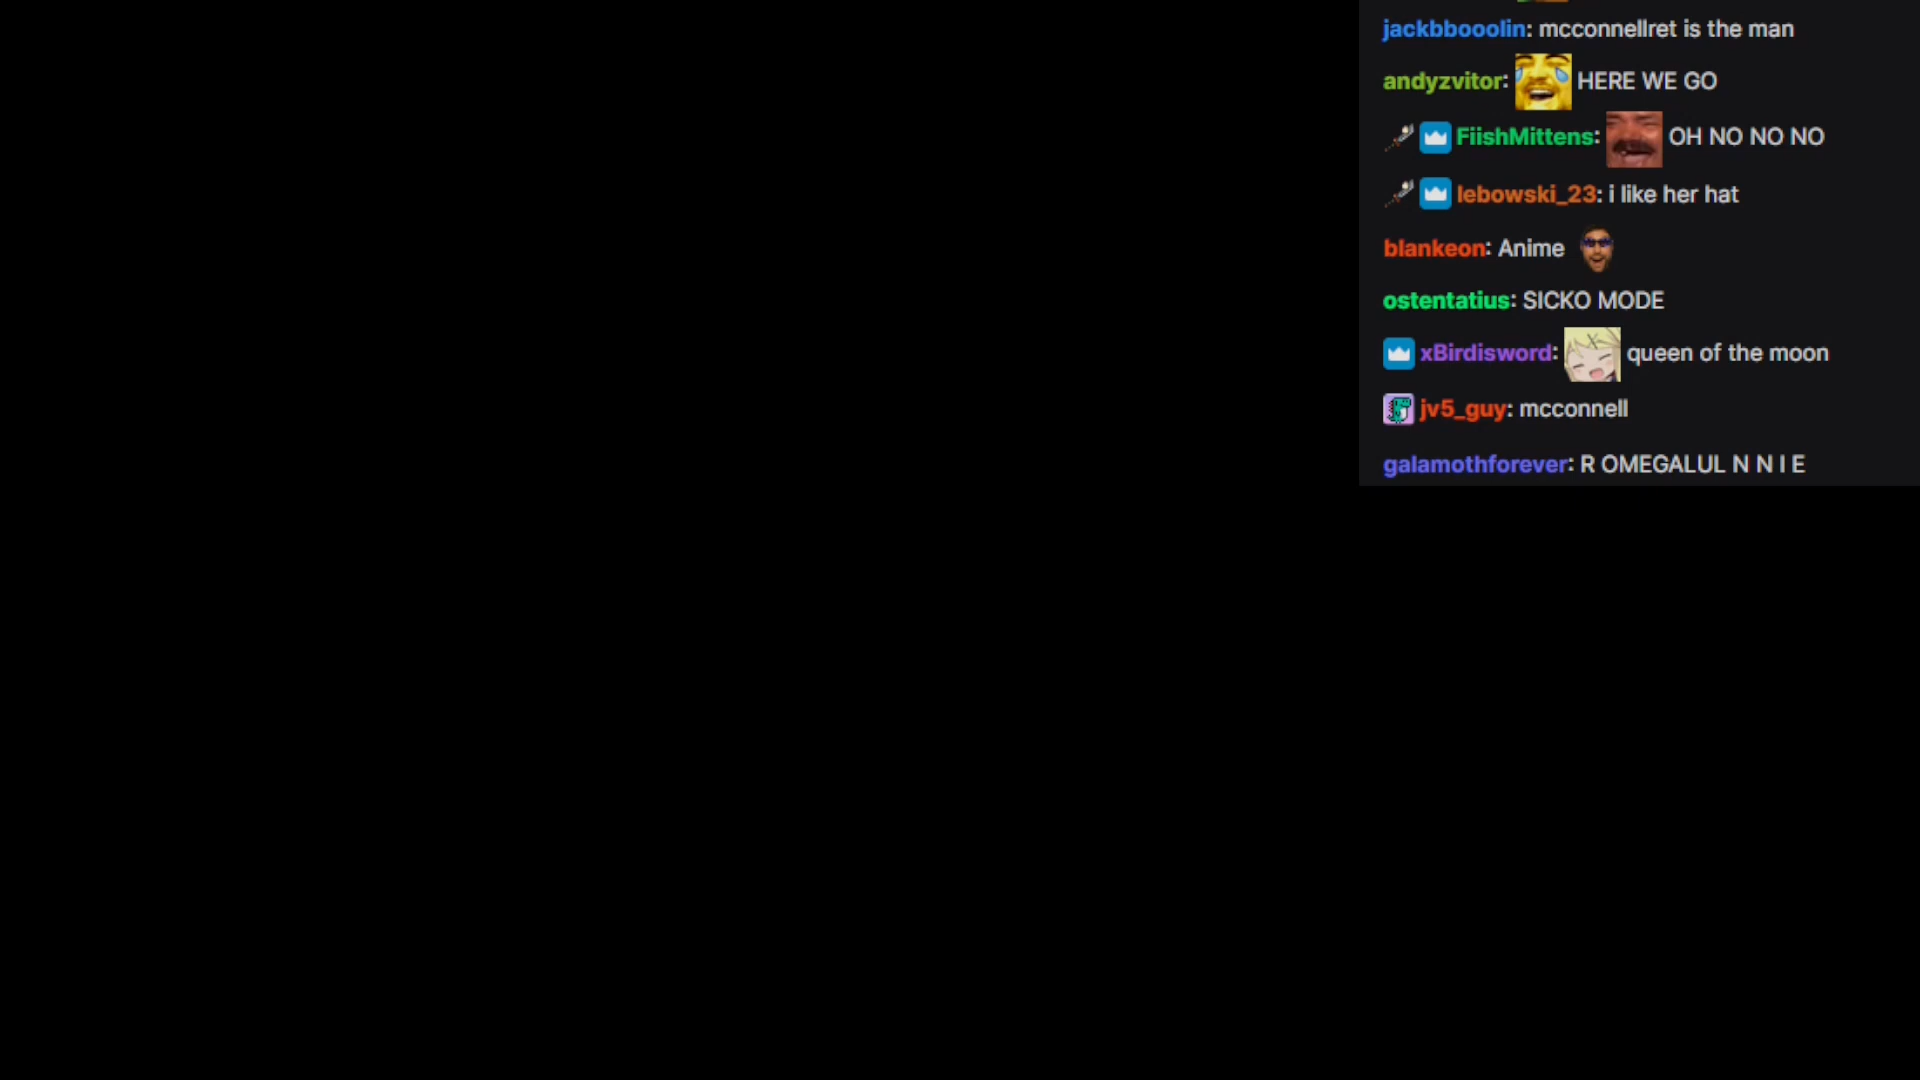 jackbbooolin: mcconnellret is the man
andyzvitor: HERE WE GO
FiishMittens: OH NO NO NO
lebowski_23: i like her hat
blankeon: Anime
ostentatius: SICKO MODE
xBirdisword: queen of the moon
jv5_guy: mcconnell
galamothforever: R OMEGALUL N N I E